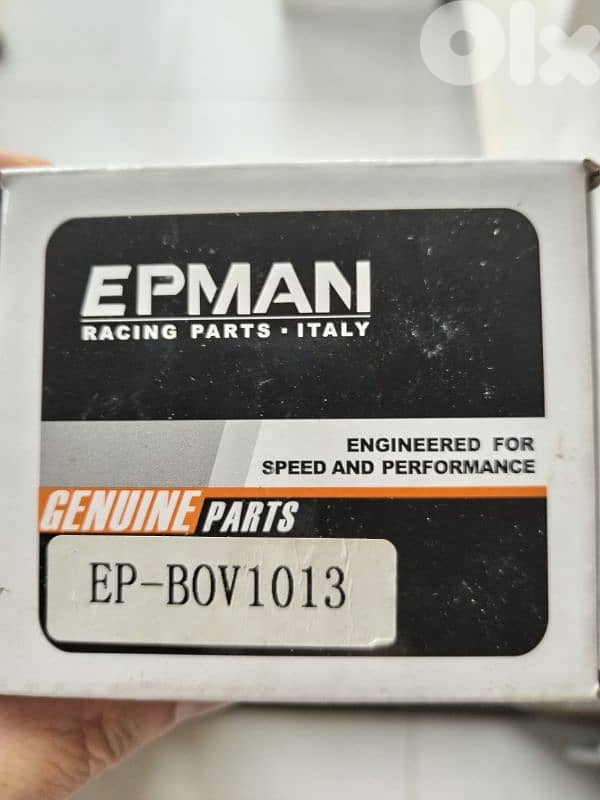 Olx
EPMAN
RACING PARTS · ITALY
ENGINEERED FOR
SPEED AND PERFORMANCE
GENUINE PARTS
EP-BOV1013